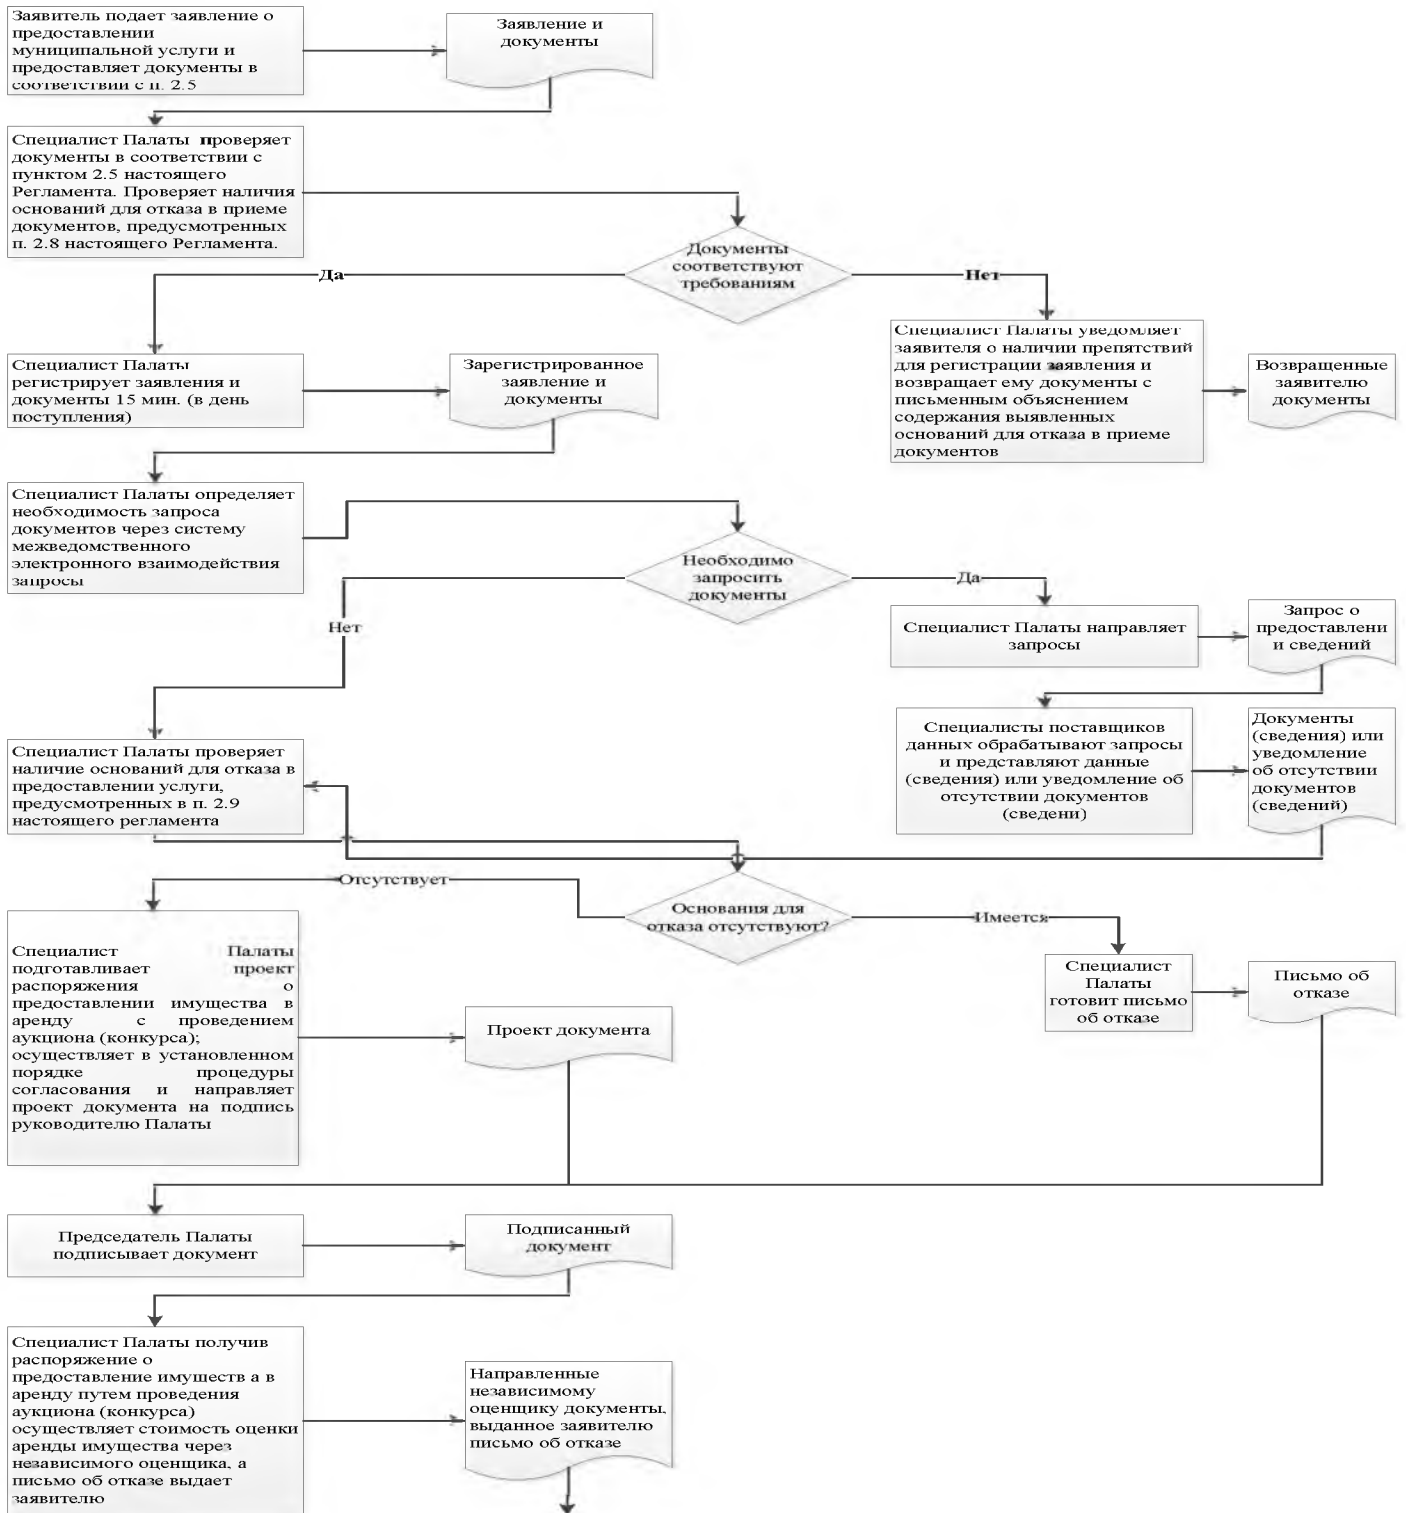 Заявитель подает заявление о
предоставлении
муниципальной услуги и
предоставляет документы в
соответствии с п. 2.5
Заявление и
документы
Специалист Палаты проверяет
документы в соответствии с
пунктом 2.5 настоящего
Регламента. Проверяет наличия
оснований для отказа в приеме
документов, предусмотренных
п. 2.8 настоящего Регламента.
Документы
соответствуют
требованиям
Да
Нет
Специалист Палаты
регистрирует заявления и
документы 15 мин. (в день
поступления)
Зарегистрированное
заявление и
документы
Специалист Палаты уведомляет
заявителя о наличии препятствий
для регистрации заявления и
возвращает ему документы с
письменным объяснением
содержания выявленных
оснований для отказа в приеме
документов
Возвращенные
заявителю
документы
Специалист Палаты определяет
необходимость запроса
документов через систему
межведомственного
электронного взаимодействия
запросы
Необходимо
запросить
документы
Да
Нет
Специалист Палаты направляет
запросы
Запрос о
предоставлени
и сведений
Специалисты поставщиков
данных обрабатывают запросы
и представляют данные
(сведения) или уведомление об
отсутствии документов
(сведени)
Документы
(сведения) или
уведомление
об отсутствии
документов
(сведений)
Специалист Палаты проверяет
наличие оснований для отказа в
предоставлении услуги,
предусмотренных в п. 2.9
настоящего регламента
Основания для
отказа отсутствуют?
Отсутствует
Имеется
Специалист Палаты
подготавливает проект
распоряжения о
предоставлении имущества в
аренду с проведением
аукциона (конкурса);
осуществляет в установленном
порядке процедуры
согласования и направляет
проект документа на подпись
руководителю Палаты
Проект документа
Специалист
Палаты
готовит письмо
об отказе
Письмо об
отказе
Председатель Палаты
подписывает документ
Подписанный
документ
Специалист Палаты получив
распоряжение о
предоставление имуществ а в
аренду путем проведения
аукциона (конкурса)
осуществляет стоимость оценки
аренды имущества через
независимого оценщика, а
письмо об отказе выдает
заявителю
Направленные
независимому
оценщику документы,
выданное заявителю
письмо об отказе